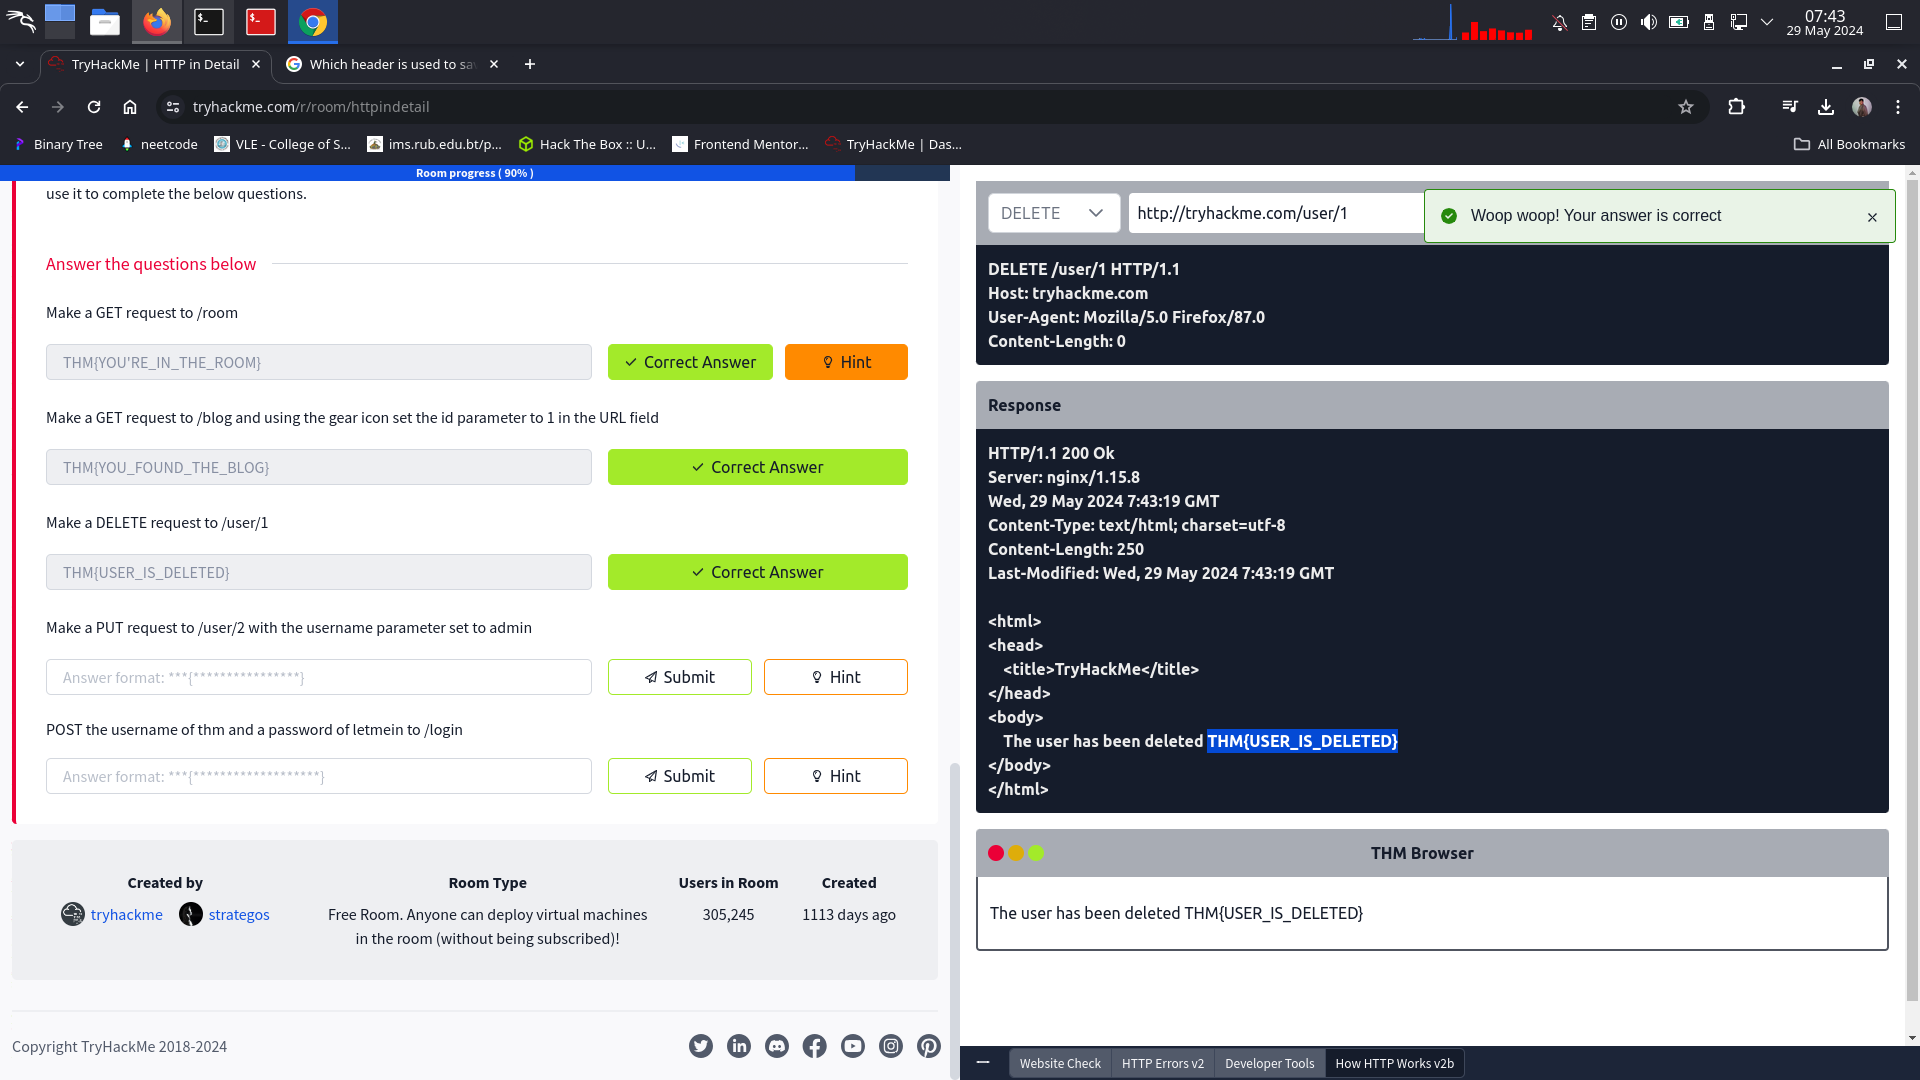 07:43
29 May 2024
TryHackMe | HTTP in Detail
Which header is used to sa
tryhackme.com/r/room/httpindetail
Binary Tree
neetcode
VLE - College of S...
ims.rub.edu.bt/p...
Hack The Box :: U...
Frontend Mentor...
TryHackMe | Das...
All Bookmarks
Room progress ( 90% )
use it to complete the below questions.
Answer the questions below
Make a GET request to /room
THM{YOU'RE_IN_THE_ROOM}
Correct Answer
Hint
Make a GET request to /blog and using the gear icon set the id parameter to 1 in the URL field
THM{YOU_FOUND_THE_BLOG}
Correct Answer
Make a DELETE request to /user/1
THM{USER_IS_DELETED}
Correct Answer
Make a PUT request to /user/2 with the username parameter set to admin
Answer format: ***{****************}
Submit
Hint
POST the username of thm and a password of letmein to /login
Answer format: ***{*******************}
Submit
Hint
Created by
tryhackme
strategos
Room Type
Free Room. Anyone can deploy virtual machines
in the room (without being subscribed)!
Users in Room
305,245
Created
1113 days ago
Copyright TryHackMe 2018-2024
DELETE
http://tryhackme.com/user/1
Woop woop! Your answer is correct
DELETE /user/1 HTTP/1.1
Host: tryhackme.com
User-Agent: Mozilla/5.0 Firefox/87.0
Content-Length: 0
Response
HTTP/1.1 200 Ok
Server: nginx/1.15.8
Wed, 29 May 2024 7:43:19 GMT
Content-Type: text/html; charset=utf-8
Content-Length: 250
Last-Modified: Wed, 29 May 2024 7:43:19 GMT
<html>
<head>
<title>TryHackMe</title>
</head>
<body>
The user has been deleted THM{USER_IS_DELETED}
</body>
</html>
THM Browser
The user has been deleted THM{USER_IS_DELETED}
Website Check
HTTP Errors v2
Developer Tools
How HTTP Works v2b